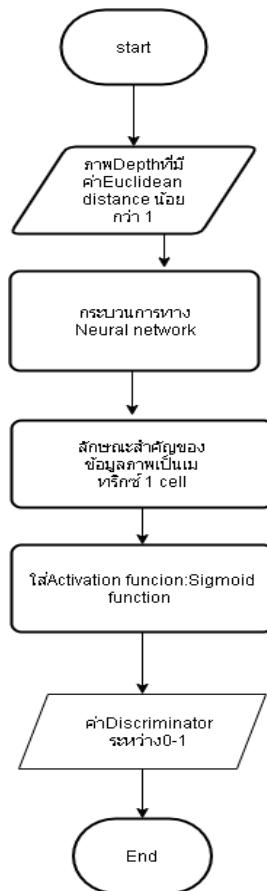 start
ภาพDepthที่มี
ค่าEuclidean
distance น้อย
กว่า 1
กระบวนการทาง
Neural network
ลักษณะสำคัญของ
ข้อมูลภาพเป็นเม
ทริกซ์ 1 cell
ใส่Activation funcion:Sigmoid
function
ค่าDiscriminator
ระหว่าง0-1
End